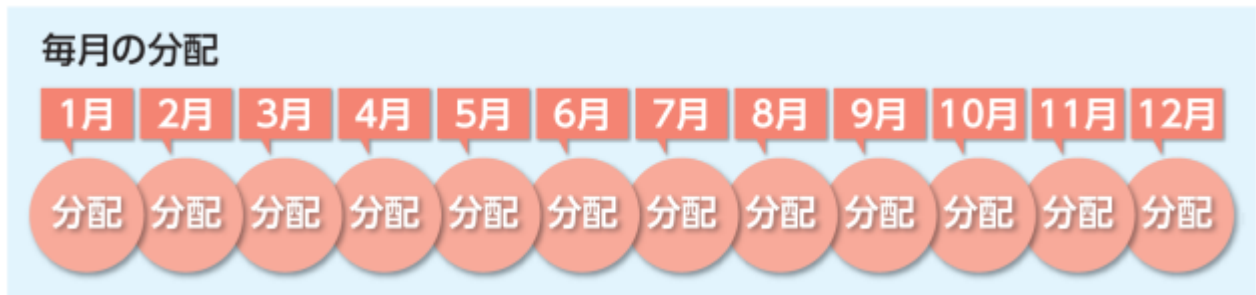 毎月の分配
1月 2月 3月 4月 5月 6月 7月 8月 9月 10月 11月 12月
分配 分配 分配 分配 分配 分配 分配 分配 分配 分配 分配 分配